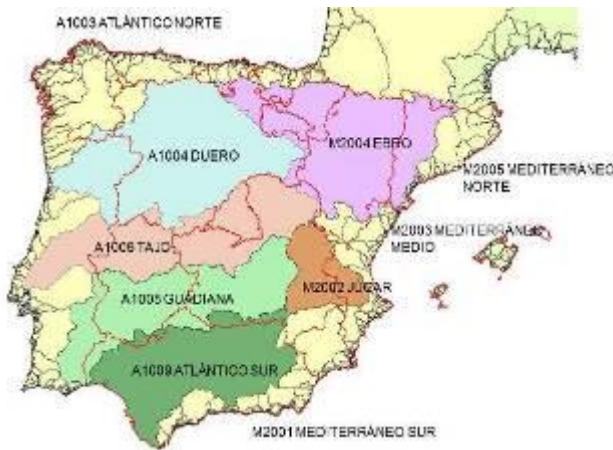 A1003 ATLÁNTICO NORTE
A1004 DUERO
M2004 EBRO
M2005 MEDITERRÁNEO
NORTE
M2003 MEDITERRÁNEO
MEDIO
A1006 TAJO
A1005 GUADIANA
M2002 JUCAR
A1009 ATLÁNTICO SUR
M2001 MEDITERRÁNEO SUR